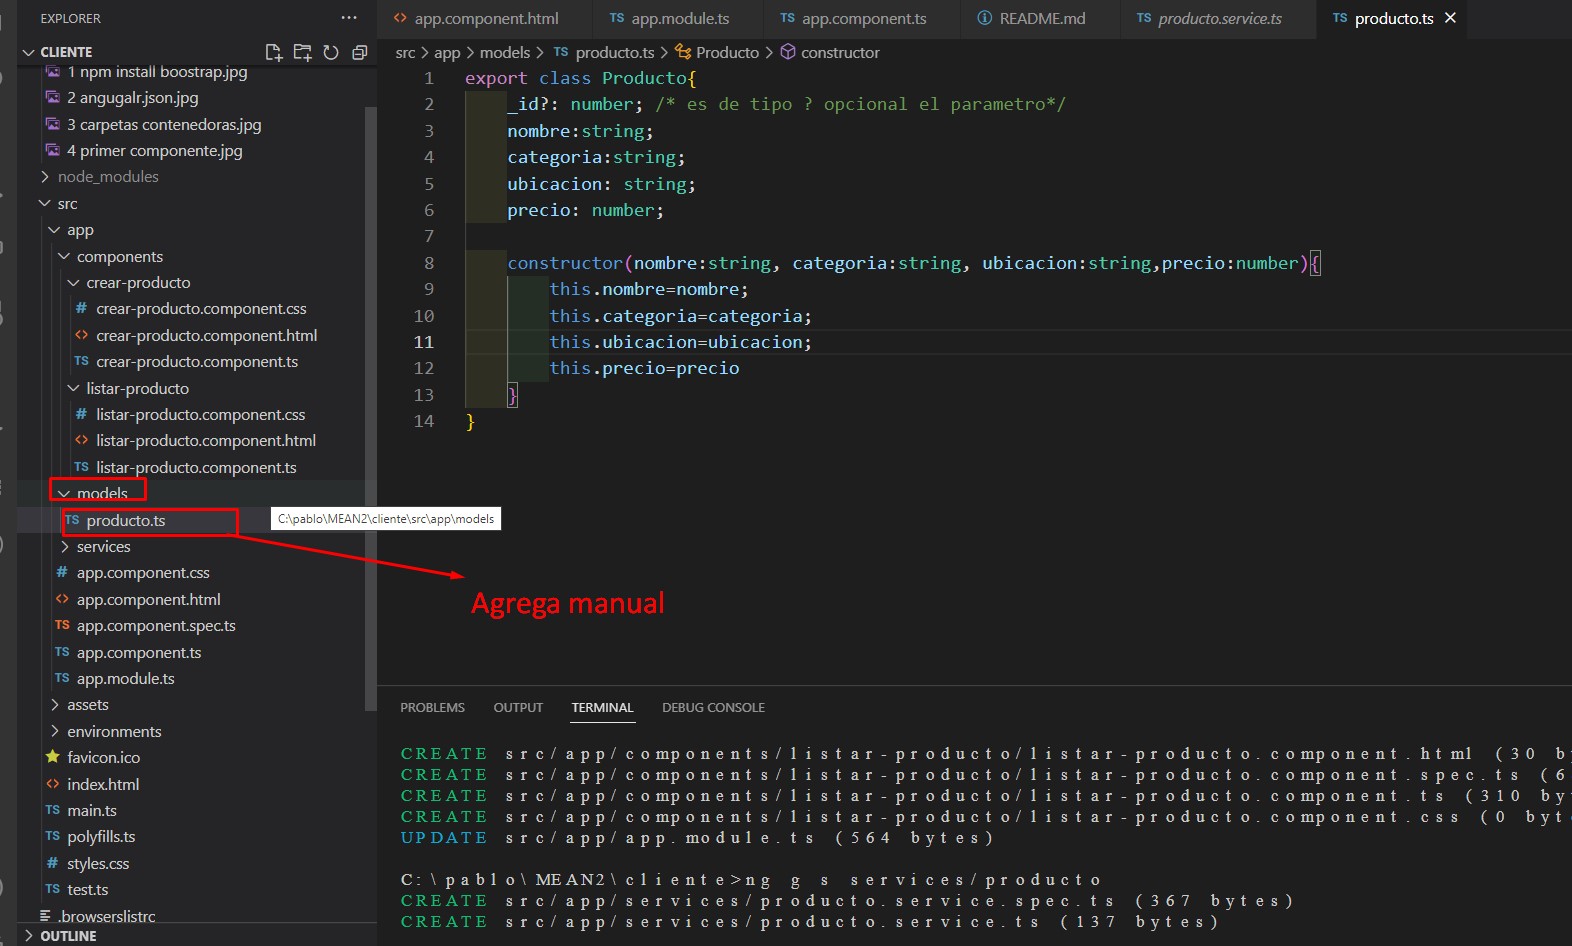 EXPLORER
CLIENTE
1 npm install boostrap.jpg
2 angugalr.json.jpg
3 carpetas contenedoras.jpg
4 primer componente.jpg
node_modules
src
app
components
crear-producto
crear-producto.component.css
crear-producto.component.html
crear-producto.component.ts
listar-producto
listar-producto.component.css
listar-producto.component.html
listar-producto.component.ts
models
TS producto.ts
C:\pablo\MEAN2\cliente\src\app\models
services
app.component.css
app.component.html
TS app.component.spec.ts
TS app.component.ts
TS app.module.ts
assets
environments
favicon.ico
index.html
TS main.ts
TS polyfills.ts
# styles.css
TS test.ts
.browserslistrc
OUTLINE
app.component.html TS app.module.ts TS app.component.ts README.md TS producto.service.ts TS producto.ts
src > app > models > TS producto.ts > Producto > constructor
1 export class Producto{
2 _id?: number; /* es de tipo ? opcional el parametro*/
3 nombre:string;
4 categoria:string;
5 ubicacion: string;
6 precio: number;
7
8 constructor(nombre:string, categoria:string, ubicacion:string,precio:number){
9 this.nombre=nombre;
10 this.categoria=categoria;
11 this.ubicacion=ubicacion;
12 this.precio=precio
13 }
14 }
Agrega manual
PROBLEMS OUTPUT TERMINAL DEBUG CONSOLE
CREATE src/app/components/listar-producto/listar-producto.component.html (30 by
CREATE src/app/components/listar-producto/listar-producto.component.spec.ts (6
CREATE src/app/components/listar-producto/listar-producto.component.ts (310 by
CREATE src/app/components/listar-producto/listar-producto.component.css (0 byt
UPDATE src/app/app.module.ts (564 bytes)
C:\pablo\MEAN2\cliente>ng g s services/producto
CREATE src/app/services/producto.service.spec.ts (367 bytes)
CREATE src/app/services/producto.service.ts (137 bytes)